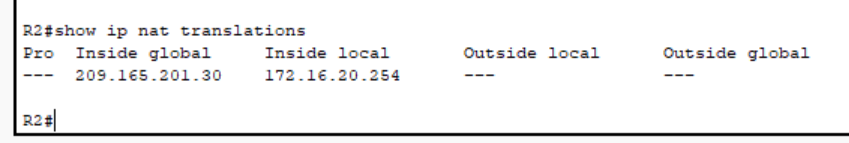 R2#show ip nat translations
Pro  Inside global     Inside local       Outside local      Outside global
---  209.165.201.30    172.16.20.254      ---                ---
R2#